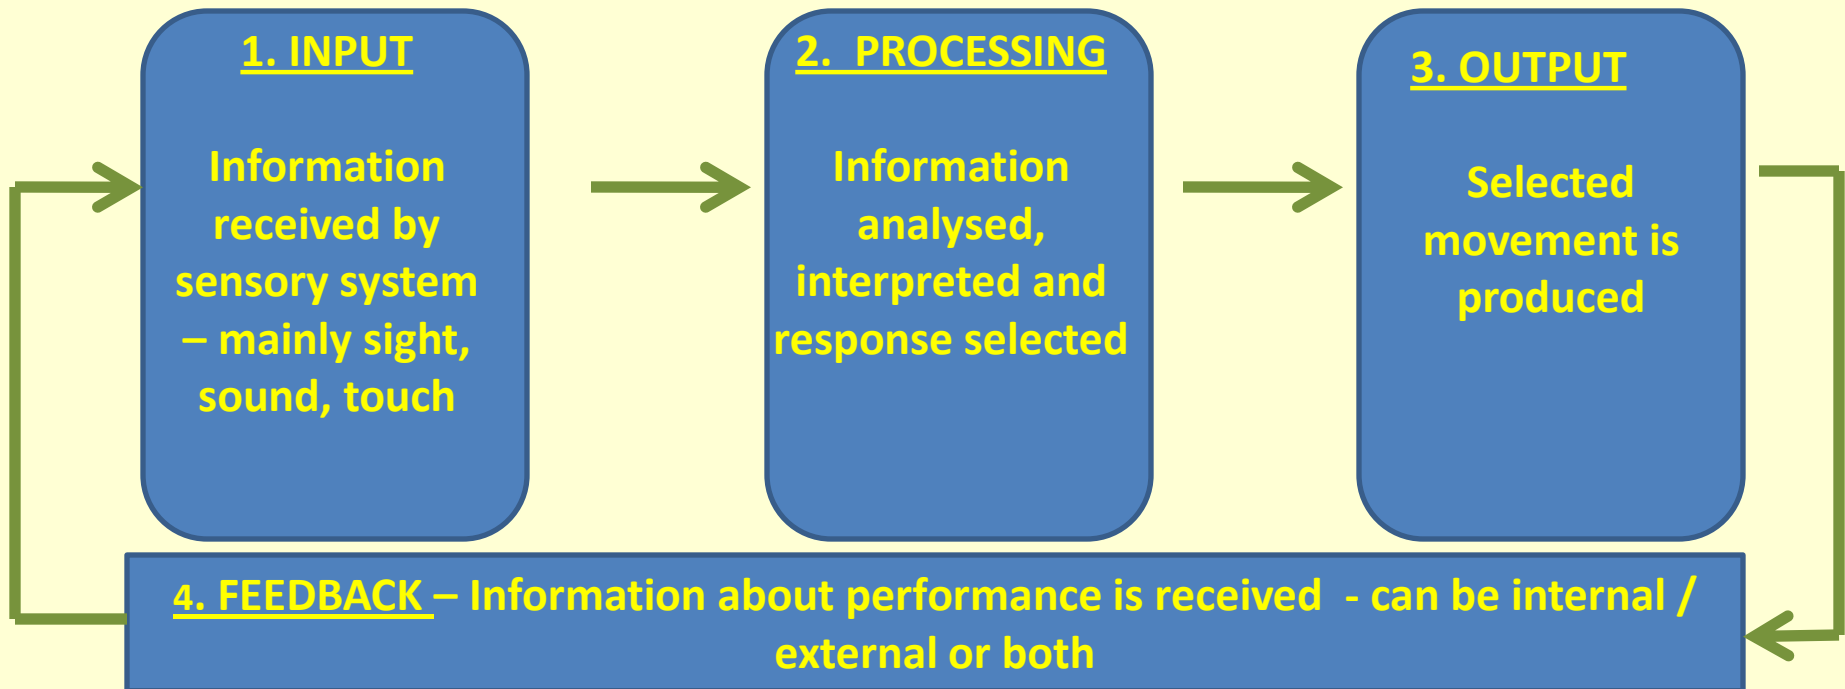 1. INPUT
Information
received by
sensory system
– mainly sight,
sound, touch
2. PROCESSING
Information
analysed,
interpreted and
response selected
3. OUTPUT
Selected
movement is
produced
4. FEEDBACK – Information about performance is received - can be internal /
external or both